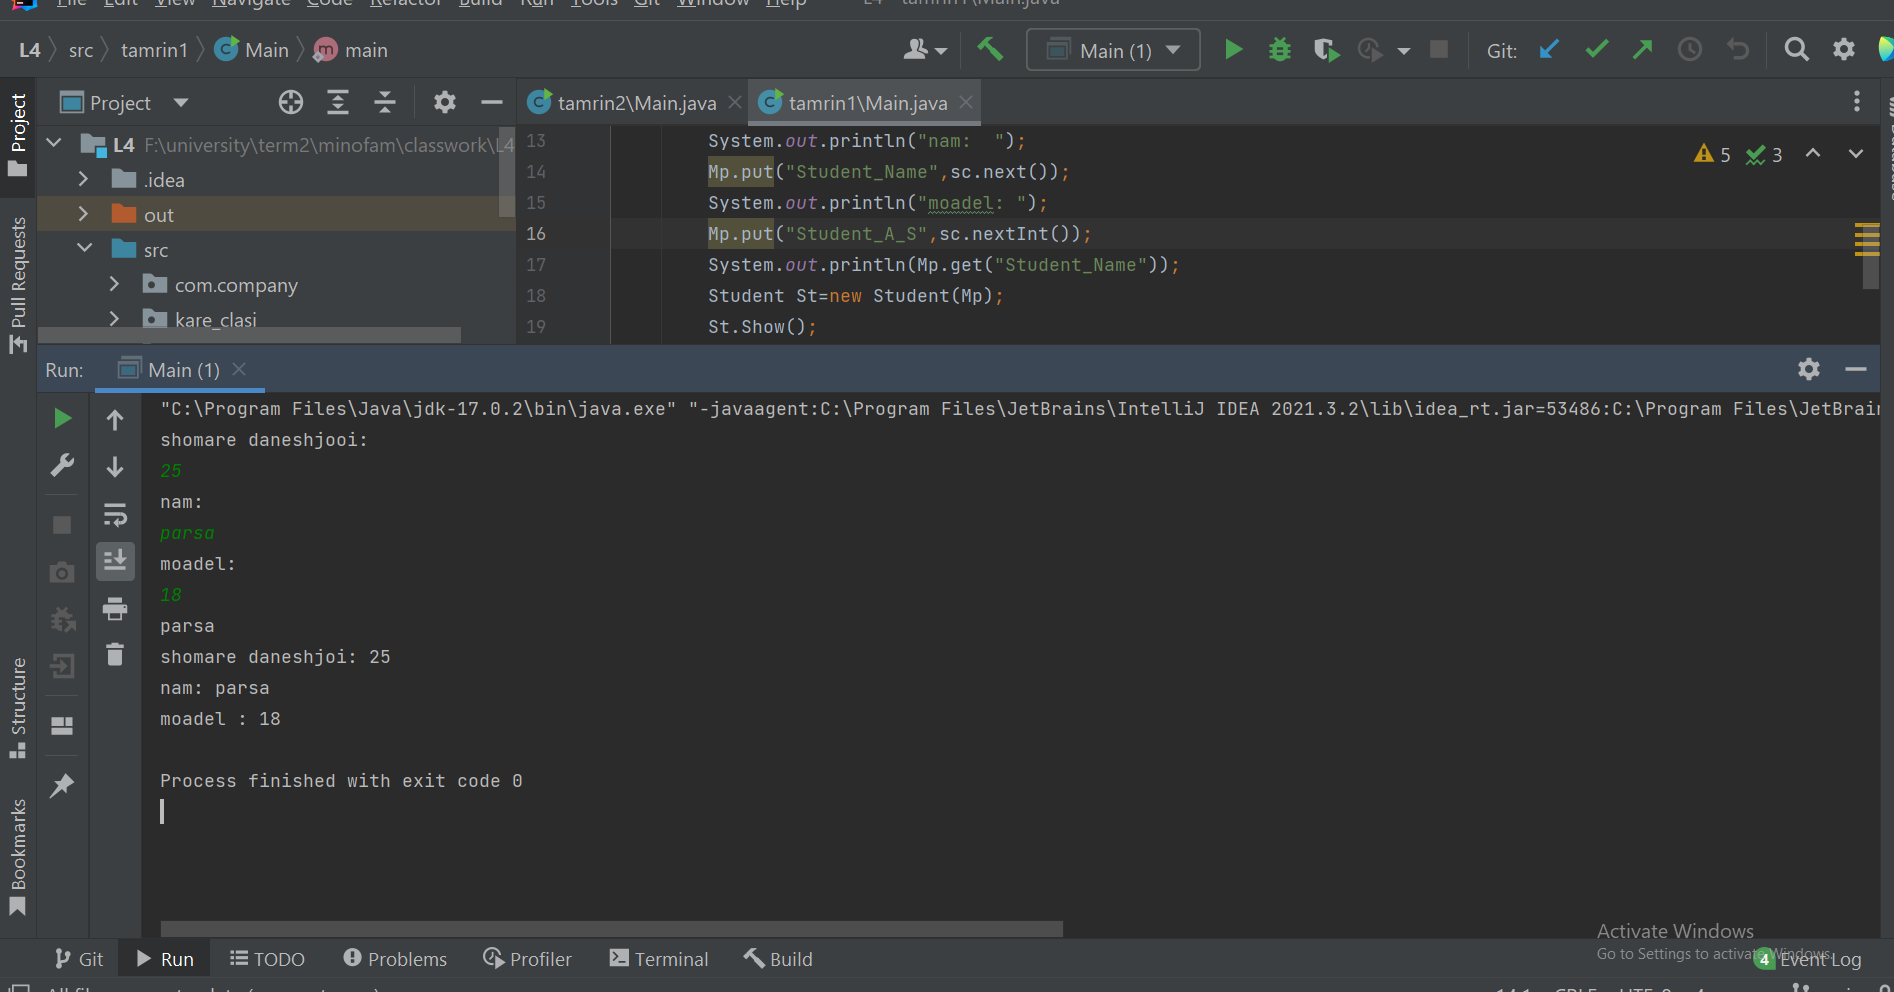 File Edit View Navigate Code Refactor Build Run Tools Git Window Help L4 - tamrin1\Main.java
L4 src tamrin1 Main main
Main (1)
Git:
Project
Pull Requests
Structure
Bookmarks
Project
tamrin2\Main.java
tamrin1\Main.java
L4 F:\university\term2\minofam\classwork\L4
.idea
out
src
com.company
kare_clasi
13 System.out.println("nam:  ");
14 Mp.put("Student_Name",sc.next());
15 System.out.println("moadel: ");
16 Mp.put("Student_A_S",sc.nextInt());
17 System.out.println(Mp.get("Student_Name"));
18 Student St=new Student(Mp);
19 St.Show();
5 3
Run: Main (1)
"C:\Program Files\Java\jdk-17.0.2\bin\java.exe" "-javaagent:C:\Program Files\JetBrains\IntelliJ IDEA 2021.3.2\lib\idea_rt.jar=53486:C:\Program Files\JetBrain
shomare daneshjooi:
25
nam:
parsa
moadel:
18
parsa
shomare daneshjoi: 25
nam: parsa
moadel : 18
Process finished with exit code 0
Activate Windows
Go to Settings to activate Windows.
Git Run TODO Problems Profiler Terminal Build 4 Event Log